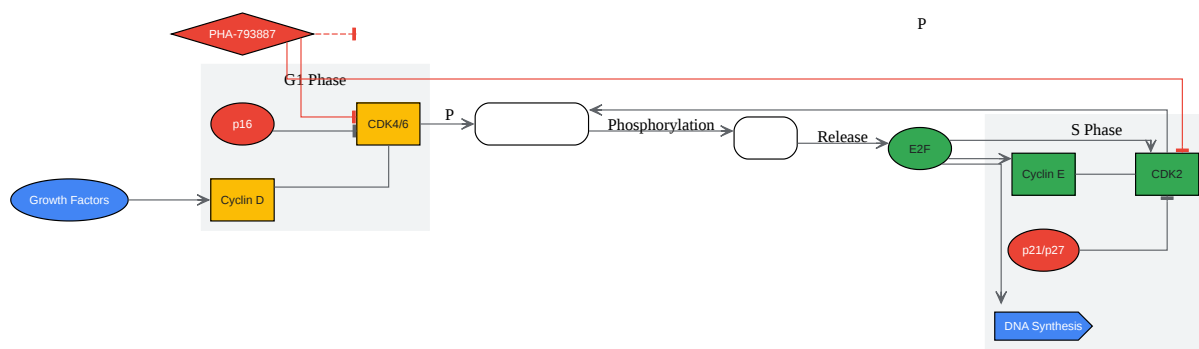 P
PHA-793887
G1 Phase
p16
CDK4/6
P
Phosphorylation
Release
E2F
S Phase
Cyclin E
CDK2
Growth Factors
Cyclin D
p21/p27
DNA Synthesis